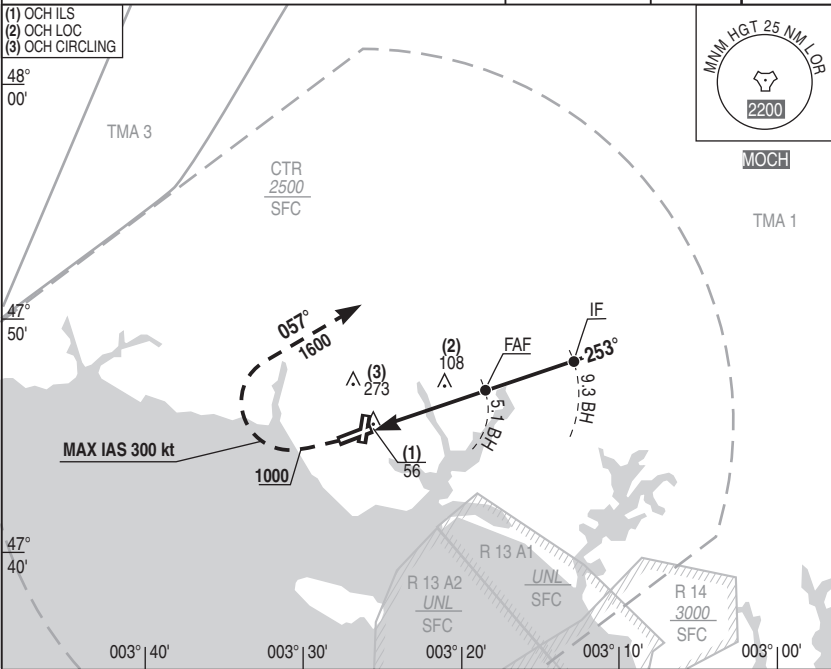 (1) OCH ILS
(2) OCH LOC
(3) OCH CIRCLING
MNM HGT 25 NM LOR
2200
MOCH
48°
00'
TMA 3
CTR
2500
SFC
TMA 1
47°
50'
057°
1600
(3)
273
(2)
108
FAF
IF
253°
9.3 BH
5.1 BH
MAX IAS 300 kt
1000
(1)
56
47°
40'
R 13 A1
UNL
SFC
R 13 A2
UNL
SFC
R 14
3000
SFC
003° 40'
003° 30'
003° 20'
003° 10'
003° 00'